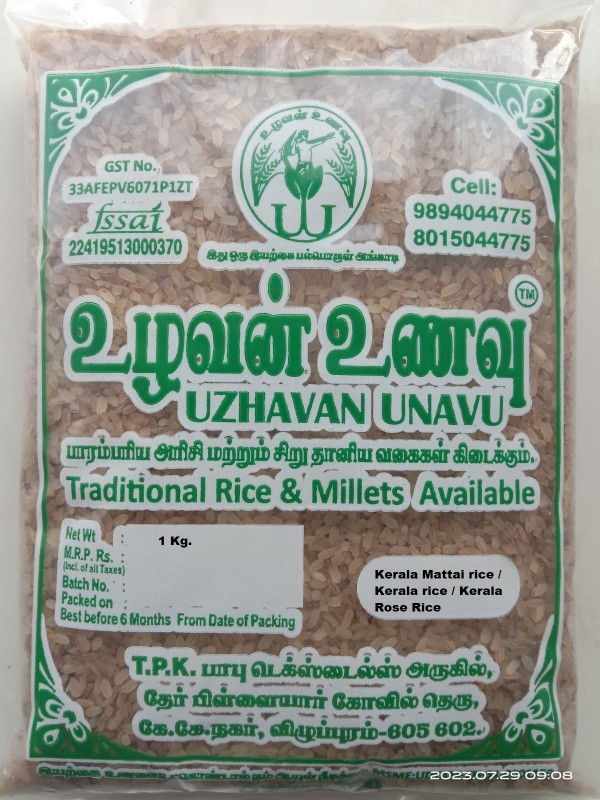 உழவன் உணவு
GST No.
33AFEPV6071P1ZT
fssai
22419513000370
Cell:
9894044775
8015044775
இது ஒரு இயற்கை பல்பொருள் அங்காடி
TM
உழவன் உணவு
UZHAVAN UNAVU
பாரம்பரிய அரிசி மற்றும் சிறு தானிய வகைகள் கிடைக்கும்.
Traditional Rice & Millets Available
Net Wt : 1 Kg.
M.R.P. Rs. :
(Incl. of all Taxes)
Batch No. :
Packed on :
Best before 6 Months From Date of Packing
Kerala Mattai rice /
Kerala rice / Kerala
Rose Rice
T.P.K. பாபு டெக்ஸ்டைல்ஸ் அருகில்,
தேர் பிள்ளையார் கோவில் தெரு,
கே.கே.நகர், விழுப்புரம்-605 602.
இயற்கை உணவை
2023.07.29 09:08